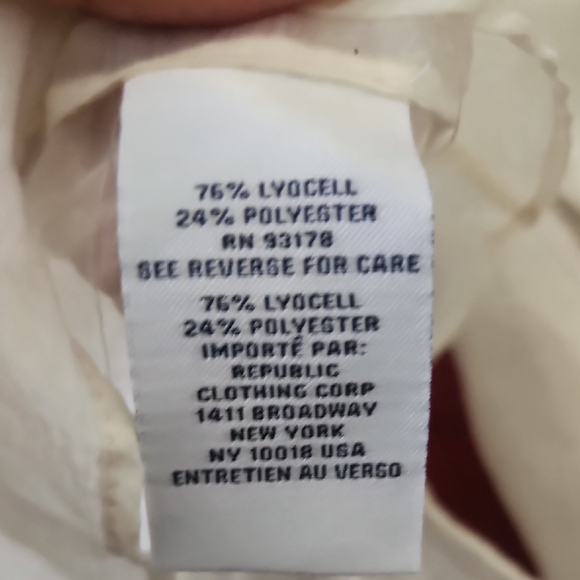 76% LYOCELL
24% POLYESTER
RN 93178
SEE REVERSE FOR CARE
76% LYOCELL
24% POLYESTER
IMPORTÉ PAR:
REPUBLIC
CLOTHING CORP
1411 BROADWAY
NEW YORK
NY 10018 USA
ENTRETIEN AU VERSO